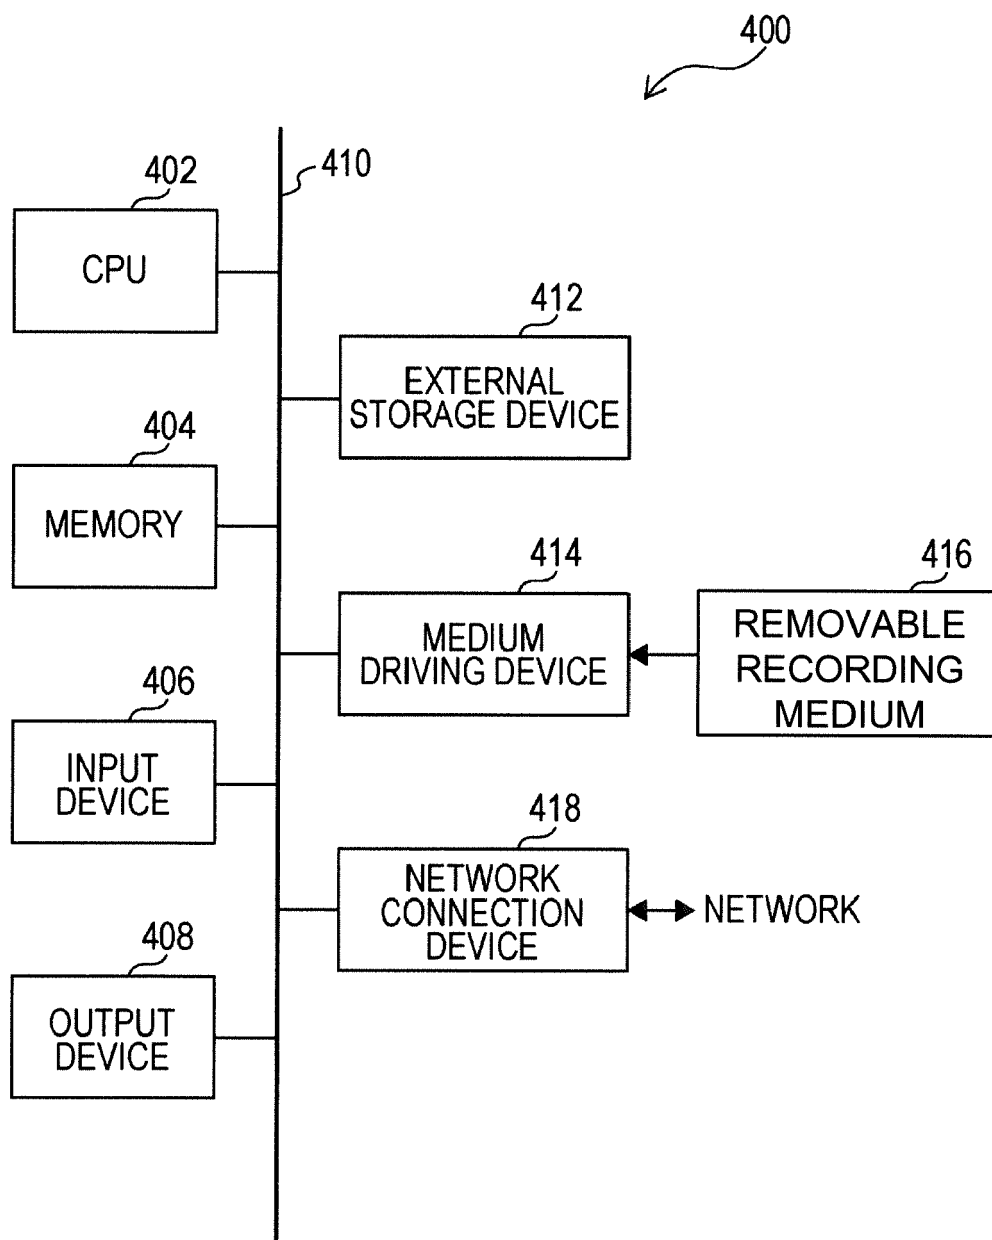 400
402
410
CPU
412
EXTERNAL
STORAGE DEVICE
404
MEMORY
414
416
MEDIUM
DRIVING DEVICE
REMOVABLE
RECORDING
MEDIUM
406
INPUT
DEVICE
418
NETWORK
CONNECTION
DEVICE
NETWORK
408
OUTPUT
DEVICE